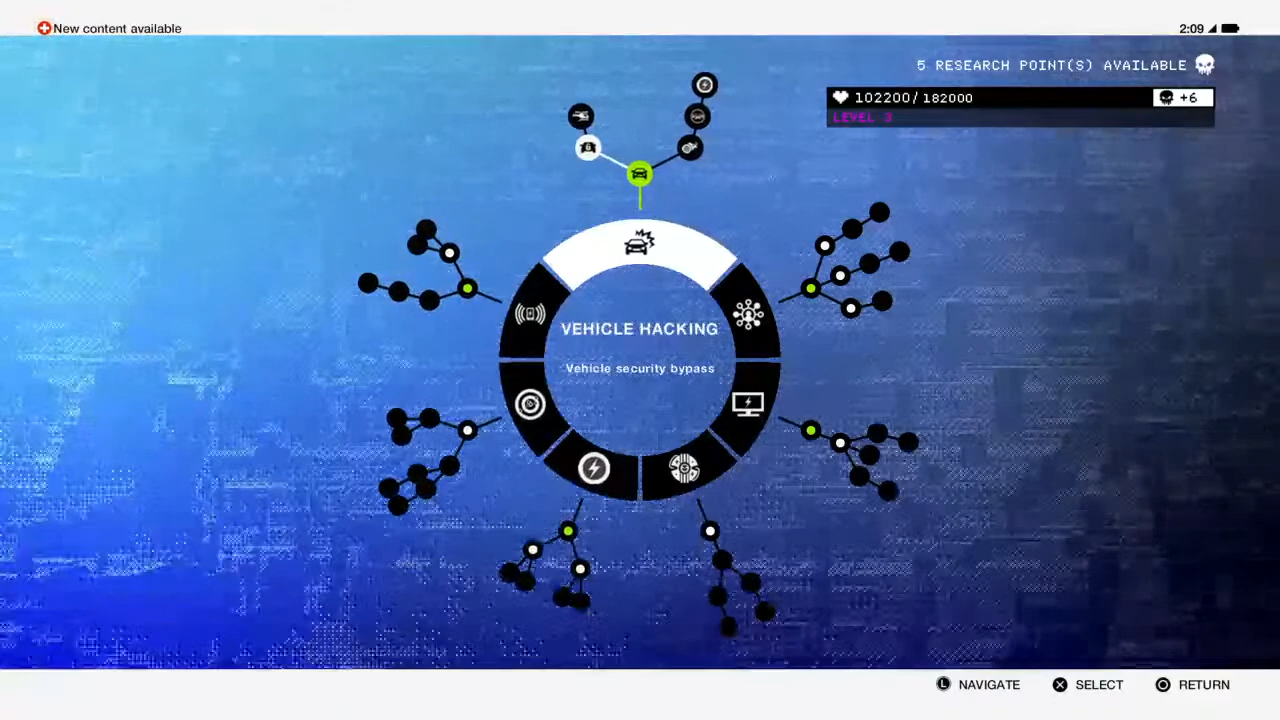 New content available
2:09
5 RESEARCH POINT(S) AVAILABLE
102200/182000
+6
LEVEL 3
VEHICLE HACKING
Vehicle security bypass
L NAVIGATE
SELECT
RETURN